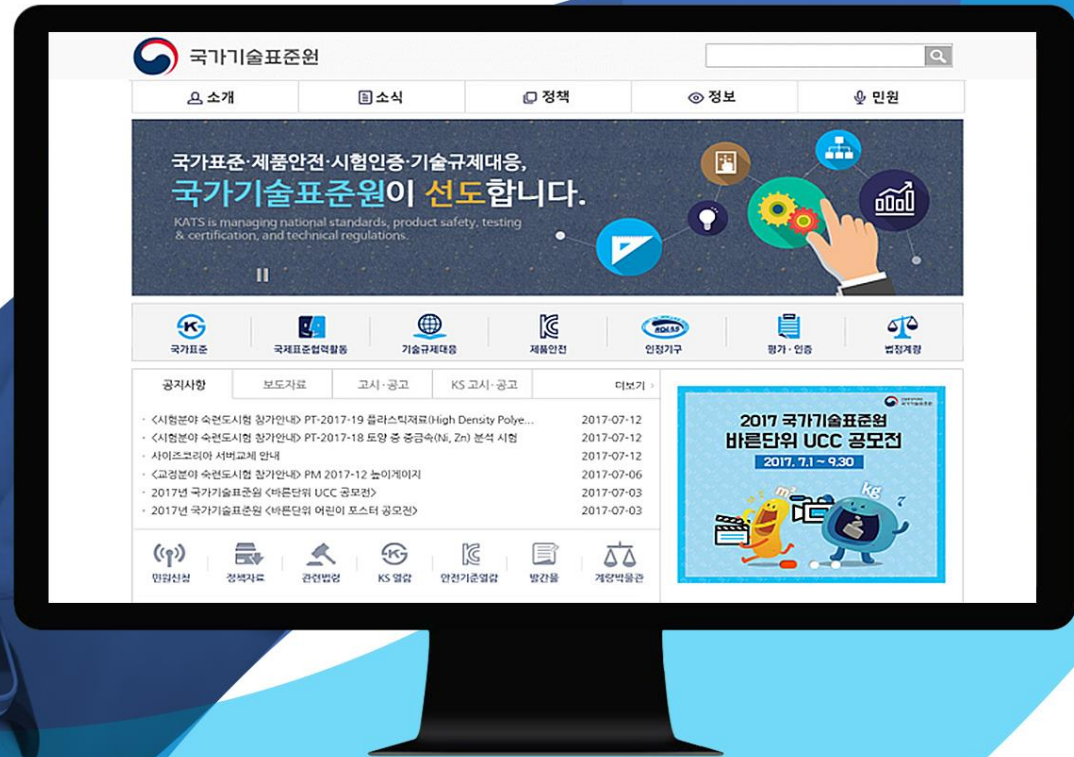 국가기술표준원
소개
소식
정책
정보
민원
국가표준·제품안전·시험인증·기술규제대응,
국가기술표준원이 선도합니다.
KATS is managing national standards, product safety, testing
& certification, and technical regulations.
국가표준
국제표준협력활동
기술규제대응
제품안전
인정기구
평가·인증
법정계량
공지사항
보도자료
고시·공고
KS 고시·공고
더보기
· <시험분야 숙련도시험 참가안내> PT-2017-19 플라스틱재료(High Density Polye... 2017-07-12
· <시험분야 숙련도시험 참가안내> PT-2017-18 토양 중 중금속(Ni, Zn) 분석 시험 2017-07-12
· 사이즈코리아 서버교체 안내 2017-07-12
· <교정분야 숙련도시험 참가안내> PM 2017-12 높이게이지 2017-07-06
· 2017년 국가기술표준원 <바른단위 UCC 공모전> 2017-07-03
· 2017년 국가기술표준원 <바른단위 어린이 포스터 공모전> 2017-07-03
2017 국가기술표준원
바른단위 UCC 공모전
2017. 7.1 ~ 9.30
m³
kg
민원신청
정책자료
관련법령
KS 열람
안전기준열람
발간물
계량박물관